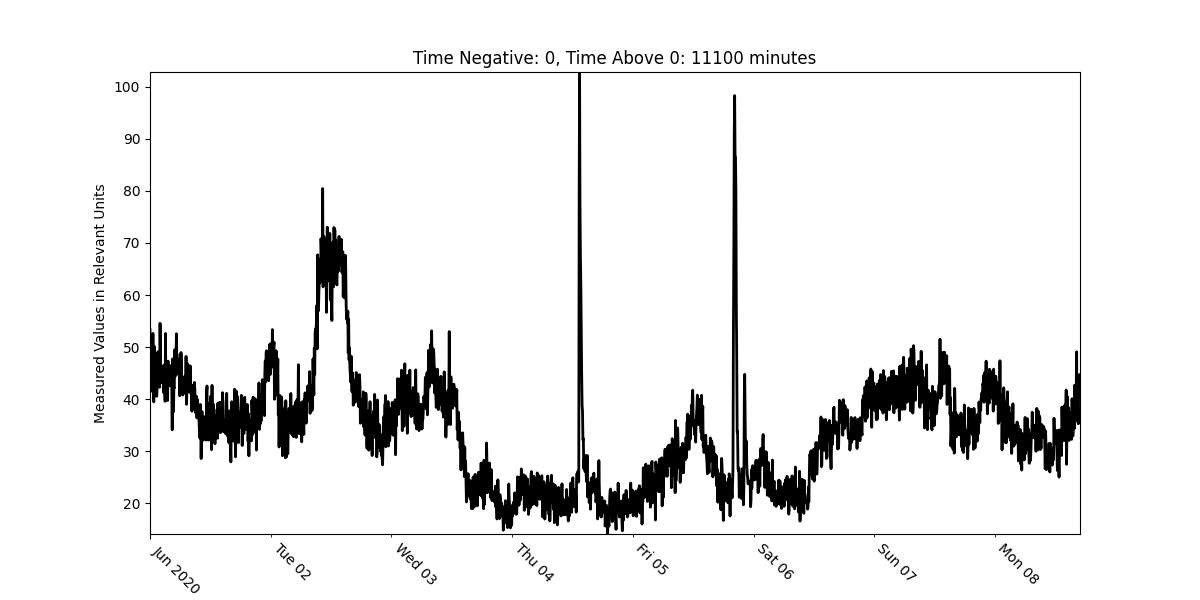 Time Negative: 0, Time Above 0: 11100 minutes
Measured Values in Relevant Units
100
90
80
70
60
50
40
30
20
Jun 2020
Tue 02
Wed 03
Thu 04
Fri 05
Sat 06
Sun 07
Mon 08